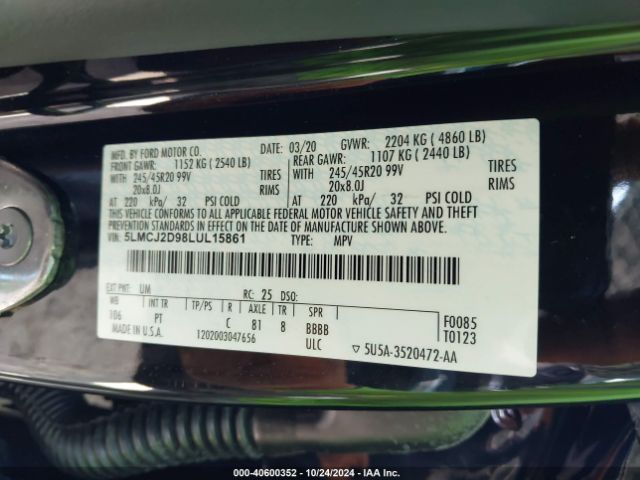 MFD. BY FORD MOTOR CO. DATE: 03/20 GVWR: 2204 KG ( 4860 LB)
FRONT GAWR: 1152 KG ( 2540 LB) REAR GAWR: 1107 KG ( 2440 LB)
WITH 245/45R20 99V TIRES WITH 245/45R20 99V TIRES
20x8.0J RIMS 20x8.0J RIMS
AT 220 kPa/ 32 PSI COLD AT 220 kPa/ 32 PSI COLD
THIS VEHICLE CONFORMS TO ALL APPLICABLE FEDERAL MOTOR VEHICLE SAFETY AND THEFT
PREVENTION STANDARDS IN EFFECT ON THE DATE OF MANUFACTURE SHOWN ABOVE.
VIN: 5LMCJ2D98LUL15861 TYPE: MPV
EXT PNT: UM RC: 25 DSO:
WB INT TR TP/PS R AXLE TR SPR
106 PT C 81 8 BBBB
F0085
T0123
MADE IN U.S.A. 1202003047656 ULC ▽ 5U5A-3520472-AA
000-40600352 - 10/24/2024 - IAA Inc.